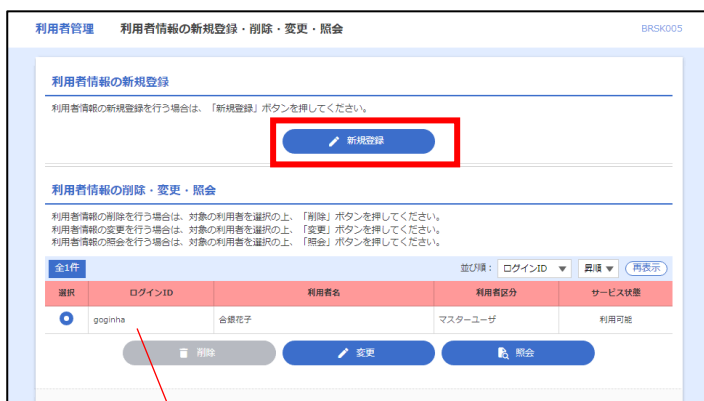 利用者管理 利用者情報の新規登録・削除・変更・照会 BRSK005
利用者情報の新規登録
利用者情報の新規登録を行う場合は、「新規登録」ボタンを押してください。
新規登録
利用者情報の削除・変更・照会
利用者情報の削除を行う場合は、対象の利用者を選択の上、「削除」ボタンを押してください。
利用者情報の変更を行う場合は、対象の利用者を選択の上、「変更」ボタンを押してください。
利用者情報の照会を行う場合は、対象の利用者を選択の上、「照会」ボタンを押してください。
全1件 並び順： ログインID ▼ 昇順 ▼ 再表示
選択 ログインID 利用者名 利用者区分 サービス状態
goginha 合銀花子 マスターユーザ 利用可能
削除 変更 照会